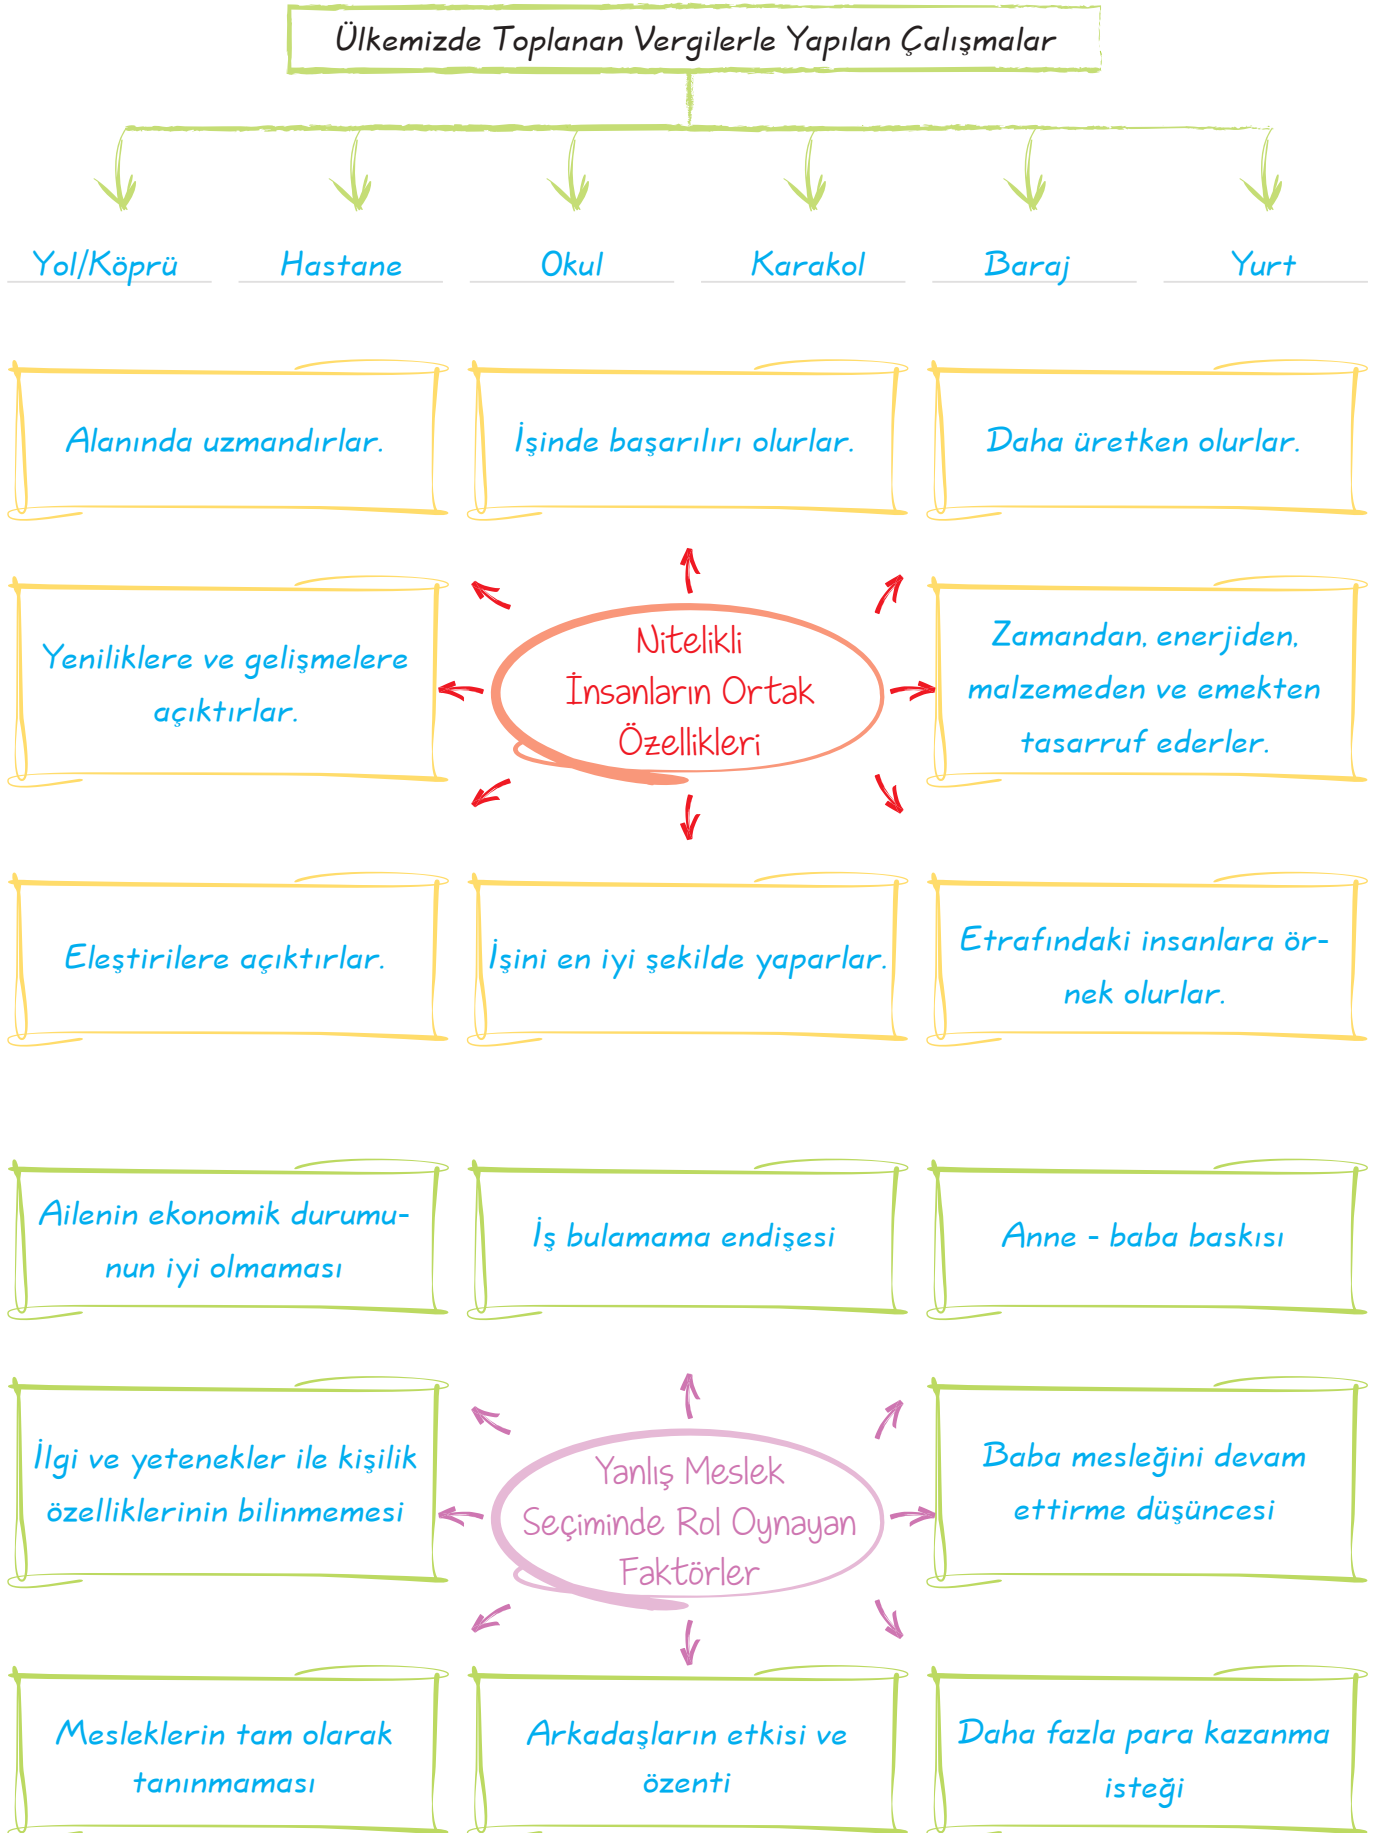 Ülkemizde Toplanan Vergilerle Yapılan Çalışmalar
Yol/Köprü
Hastane
Okul
Karakol
Baraj
Yurt
Alanında uzmandırlar.
İşinde başarılırı olurlar.
Daha üretken olurlar.
Yeniliklere ve gelişmelere
açıktırlar.
Nitelikli
İnsanların Ortak
Özellikleri
Zamandan, enerjiden,
malzemeden ve emekten
tasarruf ederler.
Eleştirilere açıktırlar.
İşini en iyi şekilde yaparlar.
Etrafındaki insanlara ör-
nek olurlar.
Ailenin ekonomik durumu-
nun iyi olmaması
İş bulamama endişesi
Anne - baba baskısı
İlgi ve yetenekler ile kişilik
özelliklerinin bilinmemesi
Yanlış Meslek
Seçiminde Rol Oynayan
Faktörler
Baba mesleğini devam
ettirme düşüncesi
Mesleklerin tam olarak
tanınmaması
Arkadaşların etkisi ve
özenti
Daha fazla para kazanma
isteği